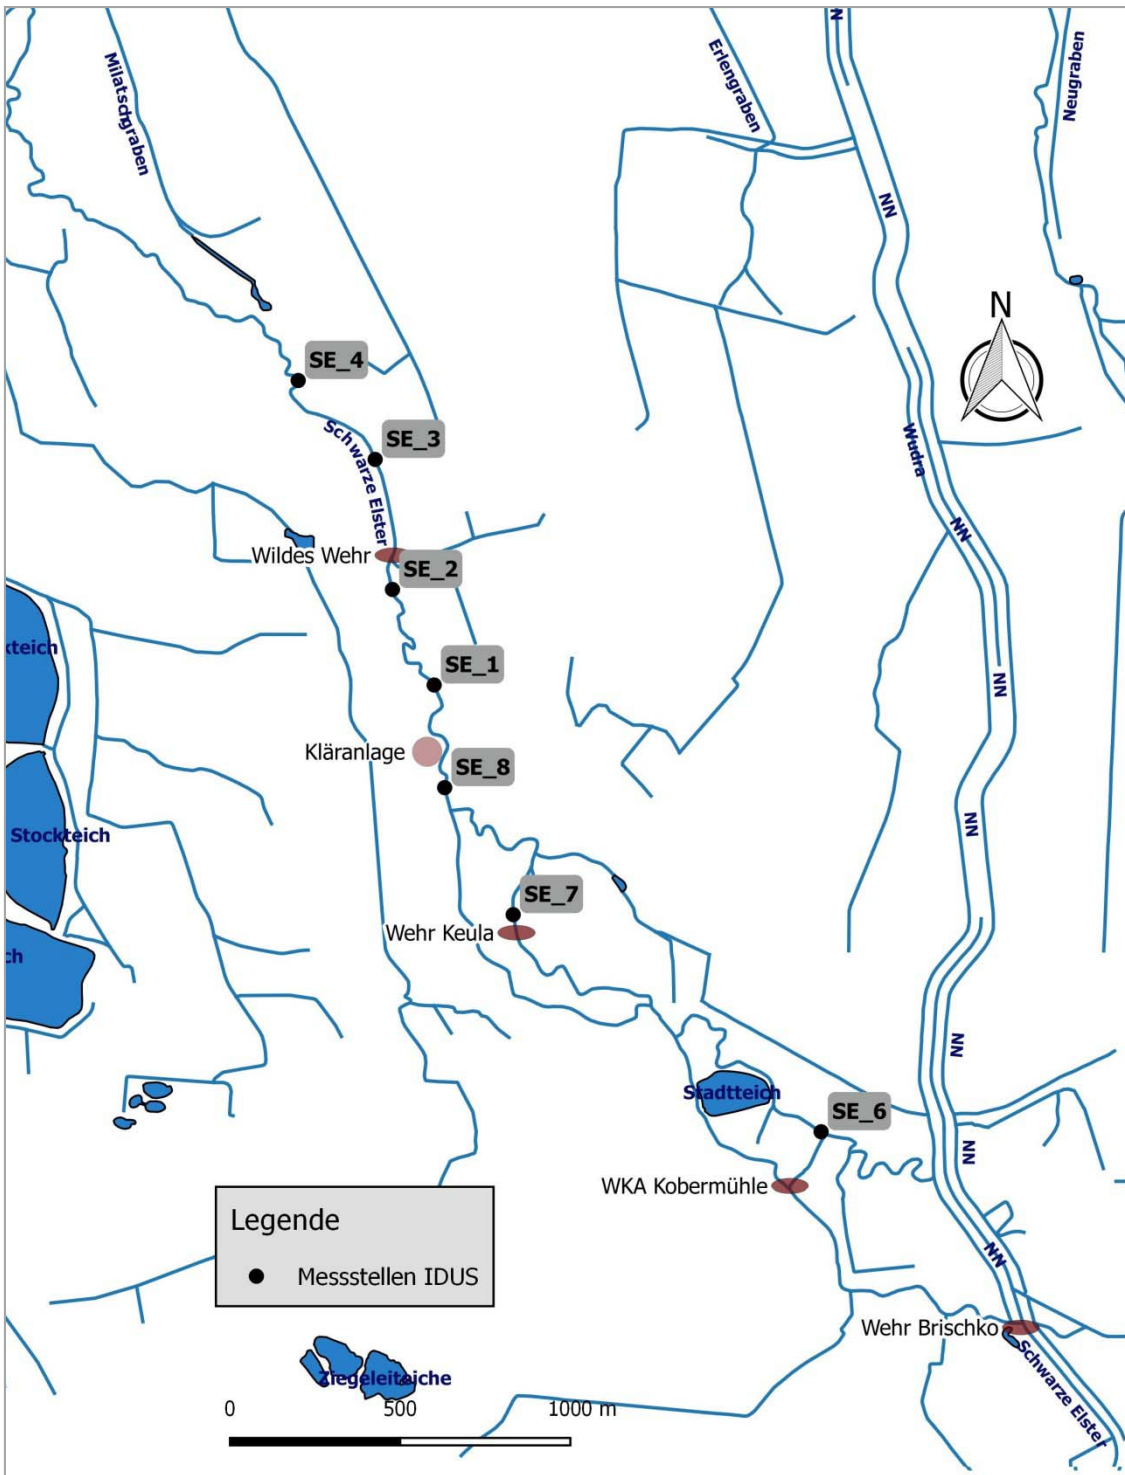 NN
Milatschgraben
Erlengraben
Neugraben
NN
N
SE_4
Schwarze Elster
SE_3
Wudra
NN
Wildes Wehr
SE_2
kteich
SE_1
NN
Kläranlage
SE_8
Stockteich
NN
SE_7
Wehr Keula
ch
NN
Stadtteich
SE_6
NN
WKA Kobermühle
Legende
Messstellen IDUS
NN
Wehr Brischko
Schwarze Elster
Ziegeleiteiche
0 500 1000 m